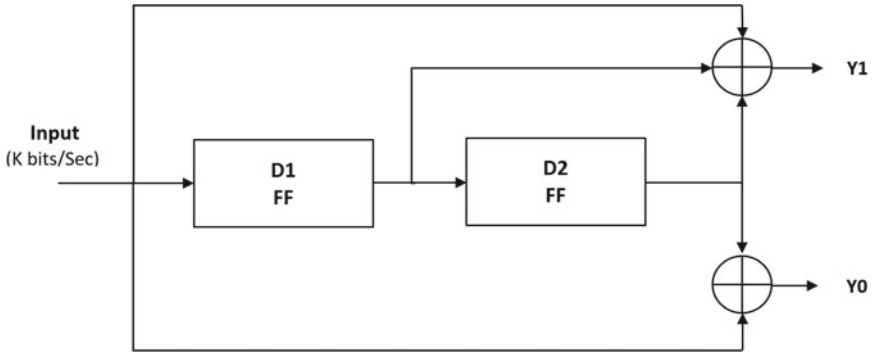 Y1
Input
(K bits/Sec)
D1
FF
D2
FF
Y0